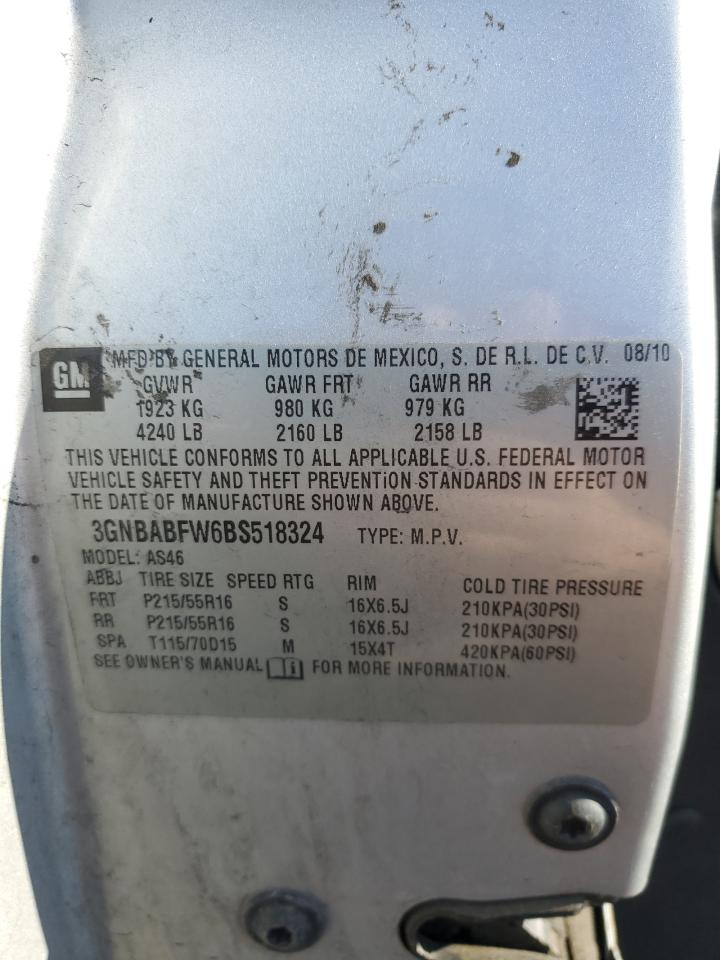 GM
MFD BY GENERAL MOTORS DE MEXICO, S. DE R.L. DE C.V. 08/10
GVWR GAWR FRT GAWR RR
1923 KG 980 KG 979 KG
4240 LB 2160 LB 2158 LB
THIS VEHICLE CONFORMS TO ALL APPLICABLE U.S. FEDERAL MOTOR
VEHICLE SAFETY AND THEFT PREVENTiON STANDARDS IN EFFECT ON
THE DATE OF MANUFACTURE SHOWN ABOVE.
3GNBABFW6BS518324 TYPE: M.P.V.
MODEL: AS46
ABBJ TIRE SIZE SPEED RTG RIM COLD TIRE PRESSURE
FRT P215/55R16 S 16X6.5J 210KPA(30PSI)
RR P215/55R16 S 16X6.5J 210KPA(30PSI)
SPA T115/70D15 M 15X4T 420KPA(60PSI)
SEE OWNER'S MANUAL i FOR MORE INFORMATION.